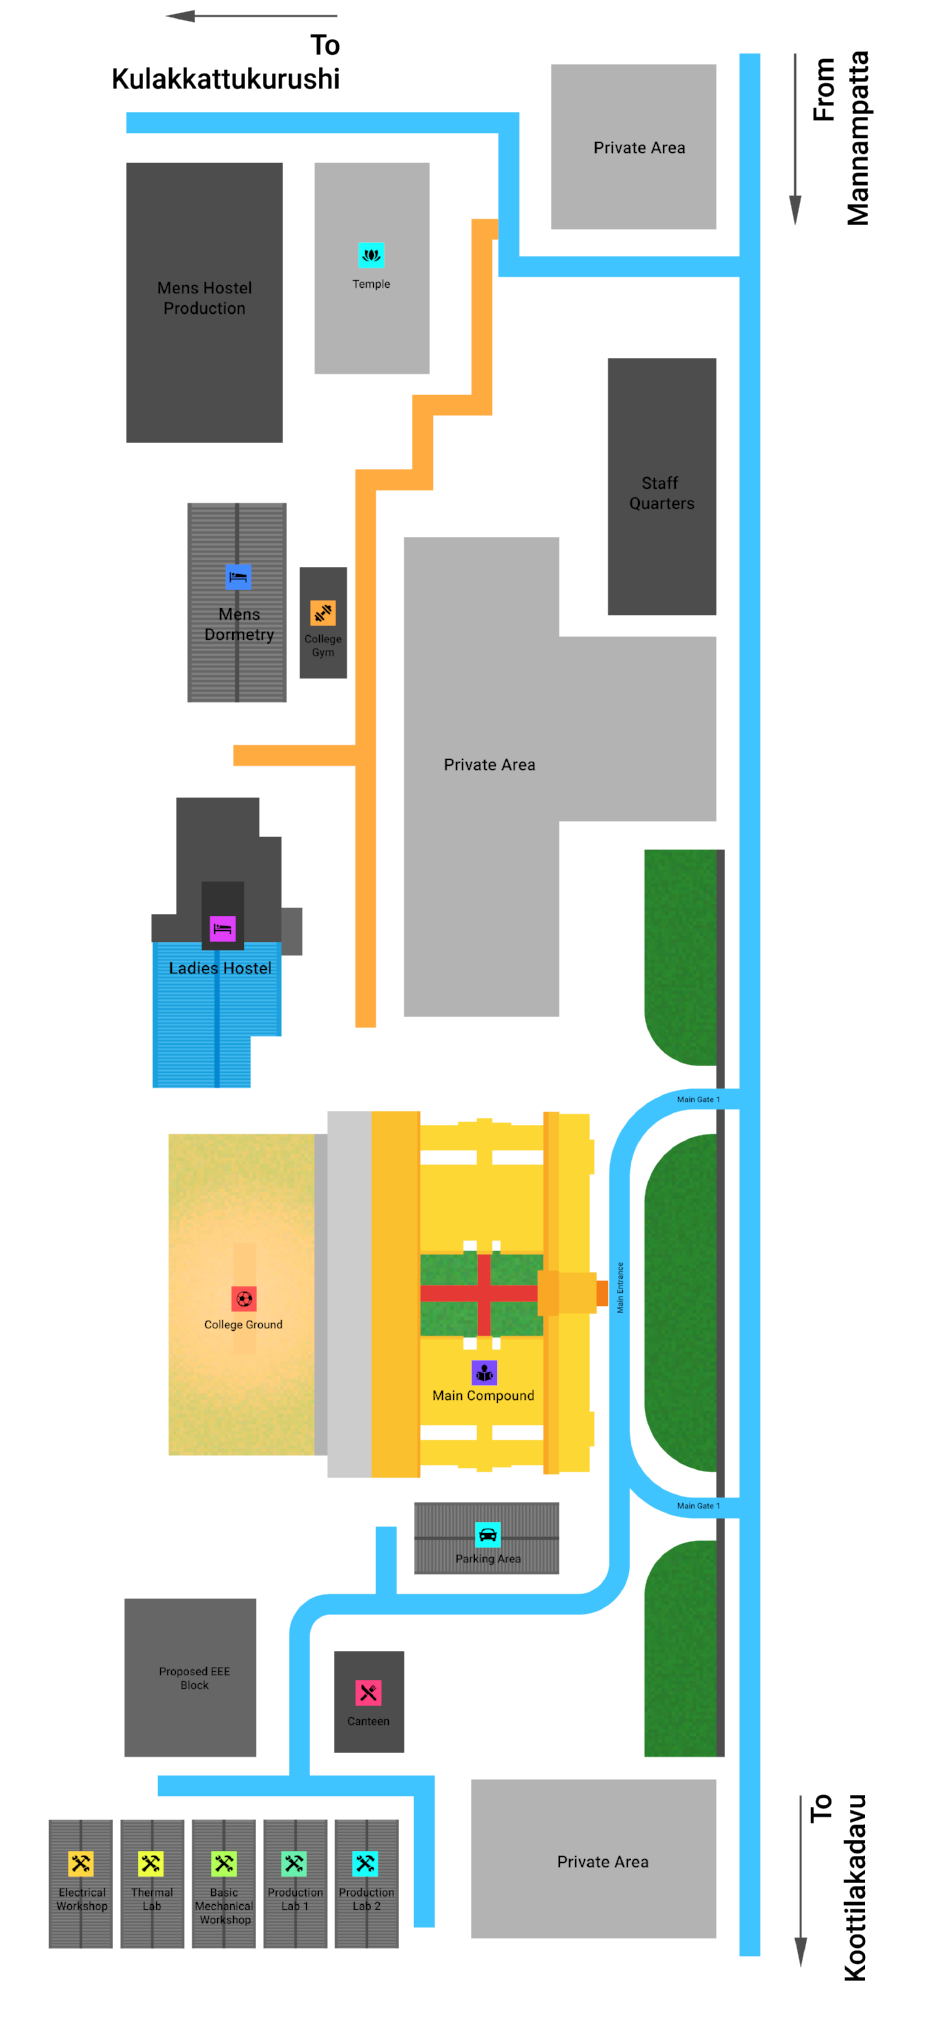 To
Kulakkattukurushi
From
Mannampatta
Private Area
Temple
Mens Hostel
Production
Staff
Quarters
Mens
Dormetry
College
Gym
Private Area
Ladies Hostel
Main Gate 1
Main Entrance
College Ground
Main Compound
Main Gate 1
Parking Area
Proposed EEE
Block
Canteen
To
Koottilakadavu
Private Area
Electrical
Workshop
Thermal
Lab
Basic
Mechanical
Workshop
Production
Lab 1
Production
Lab 2